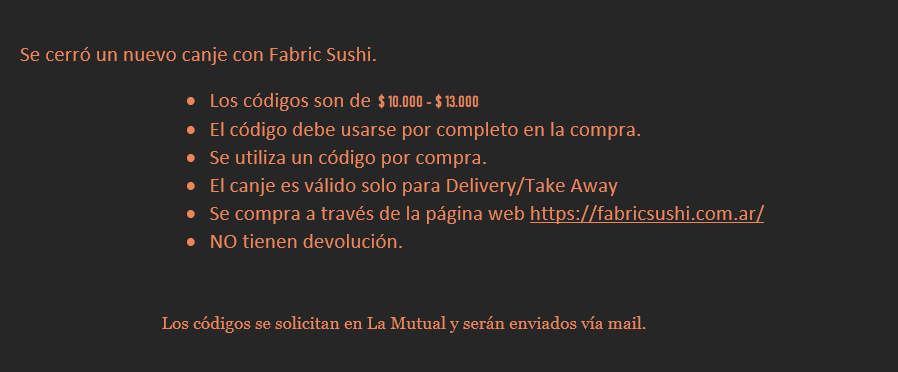 Se cerró un nuevo canje con Fabric Sushi.
• Los códigos son de $ 10.000 - $ 13.000
• El código debe usarse por completo en la compra.
• Se utiliza un código por compra.
• El canje es válido solo para Delivery/Take Away
• Se compra a través de la página web https://fabricsushi.com.ar/
• NO tienen devolución.
Los códigos se solicitan en La Mutual y serán enviados vía mail.